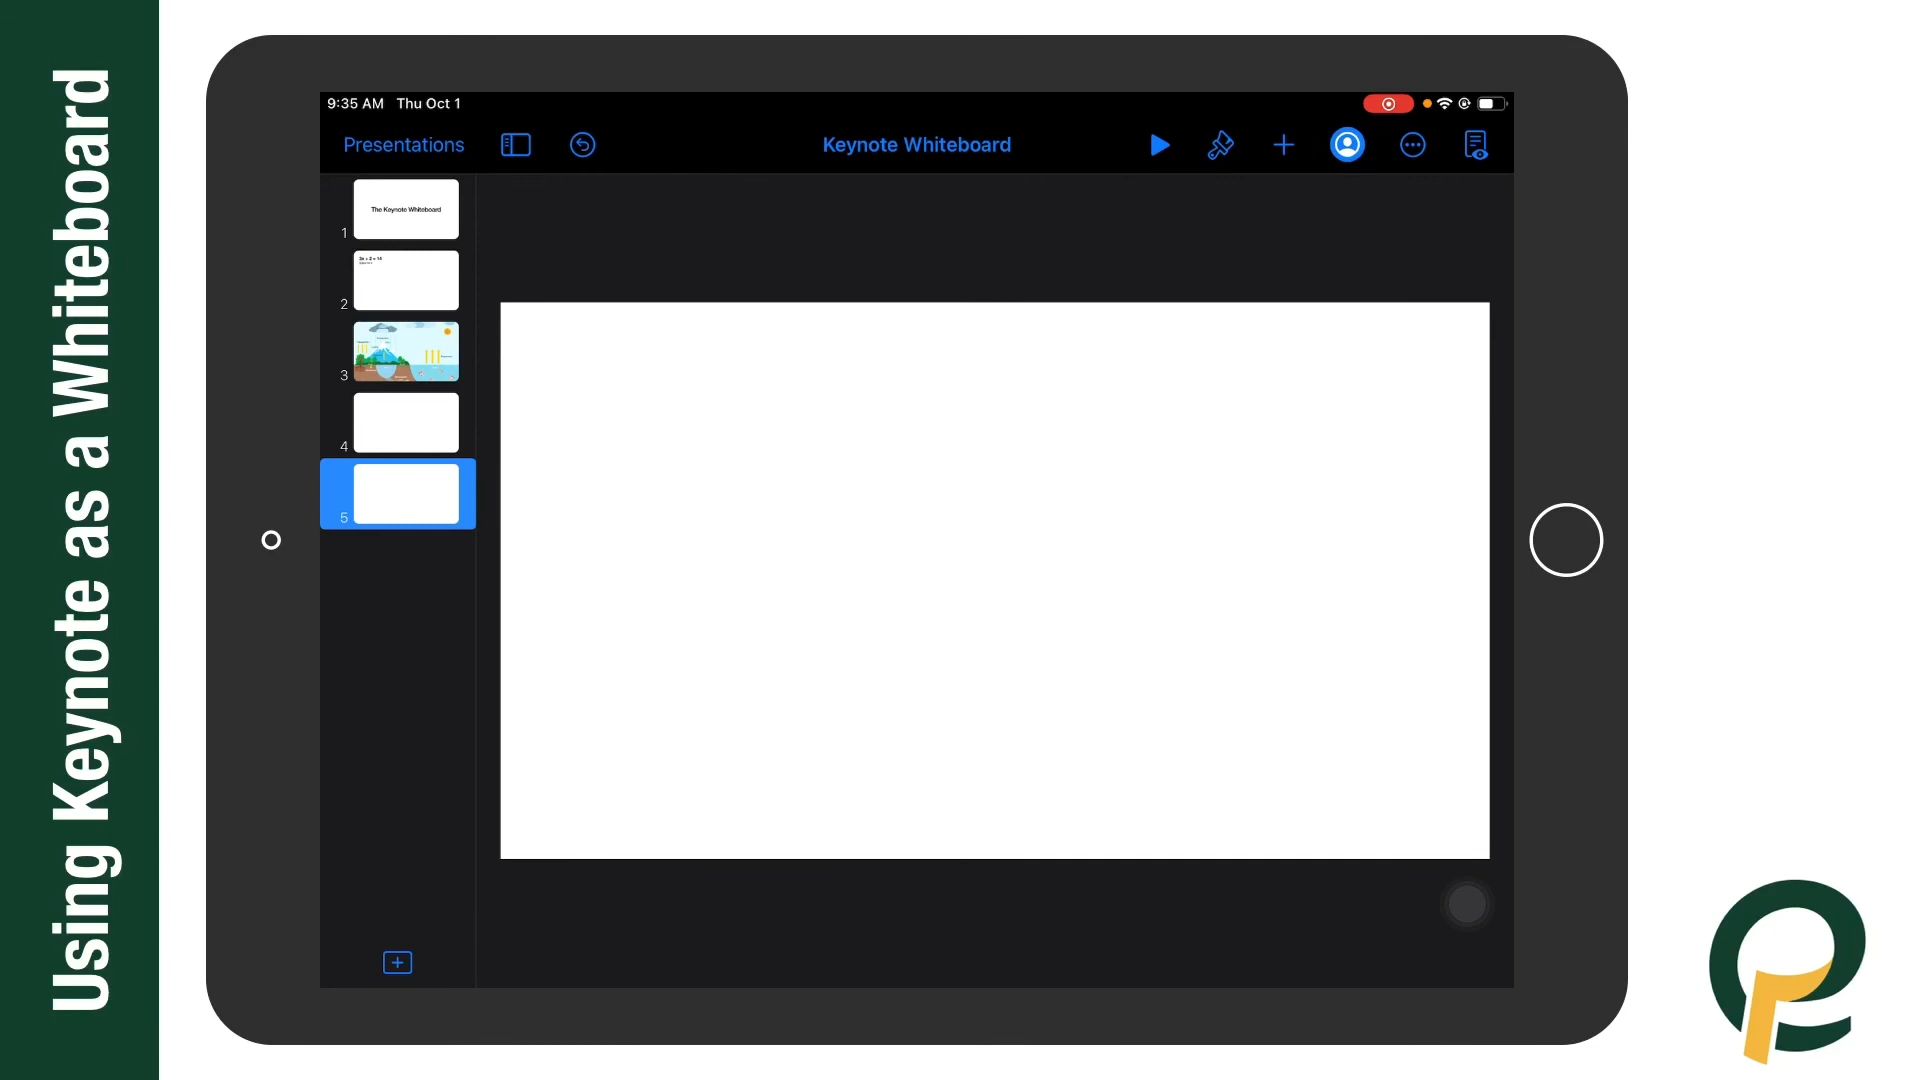 Using Keynote as a Whiteboard
9:35 AM Thu Oct 1
Presentations
Keynote Whiteboard
The Keynote Whiteboard
1
2
3
4
5